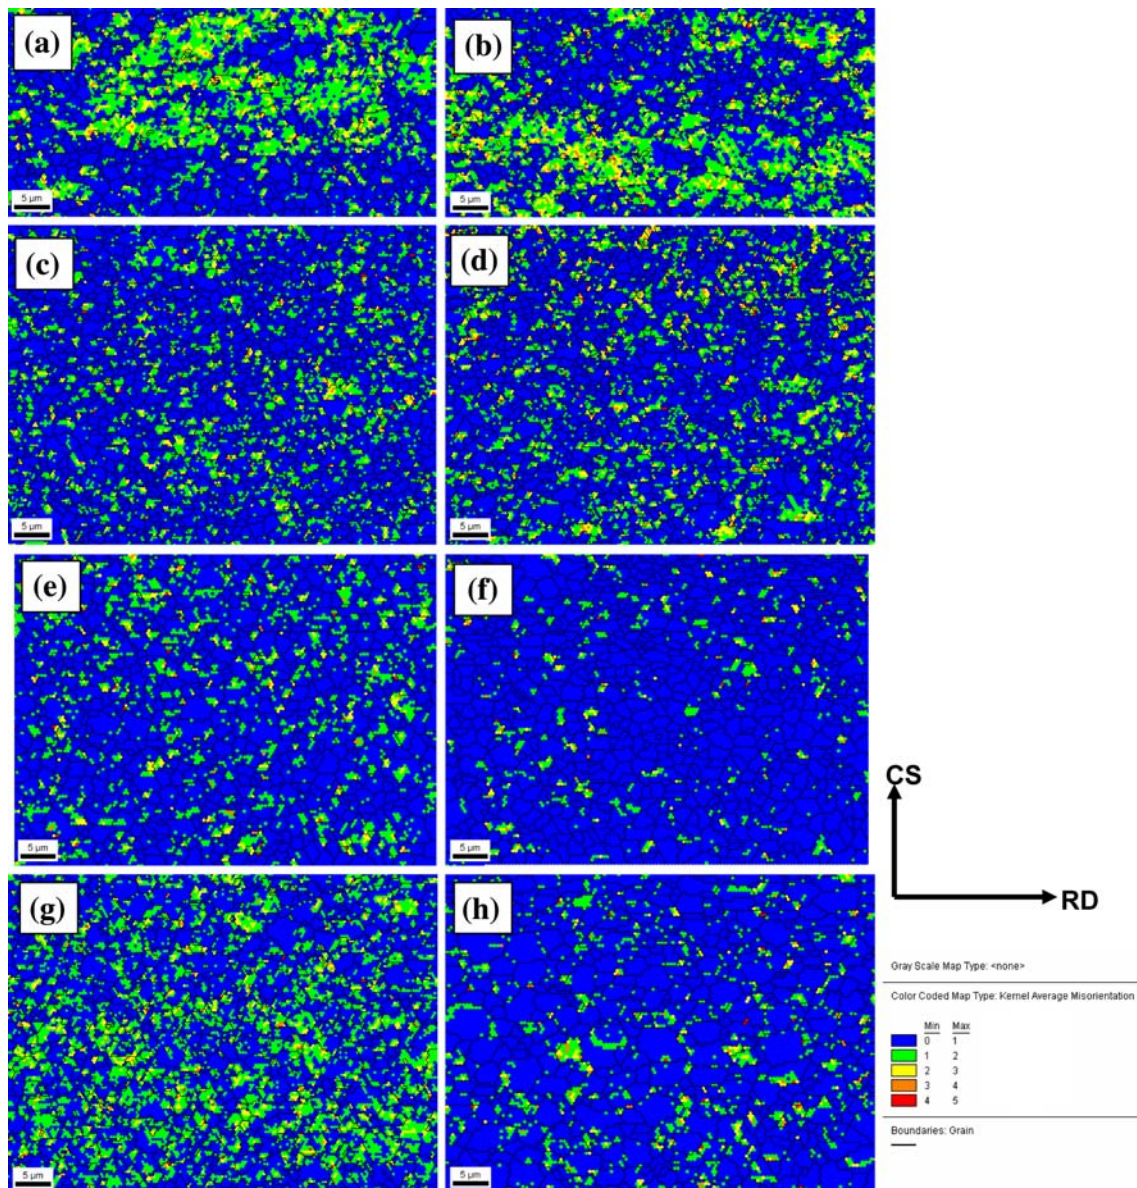 (a)
5 µm
(b)
5 µm
(c)
5 µm
(d)
5 µm
(e)
5 µm
(f)
5 µm
(g)
5 µm
(h)
5 µm
CS
RD
Gray Scale Map Type: <none>
Color Coded Map Type: Kernel Average Misorientation
Min Max
0 1
1 2
2 3
3 4
4 5
Boundaries: Grain